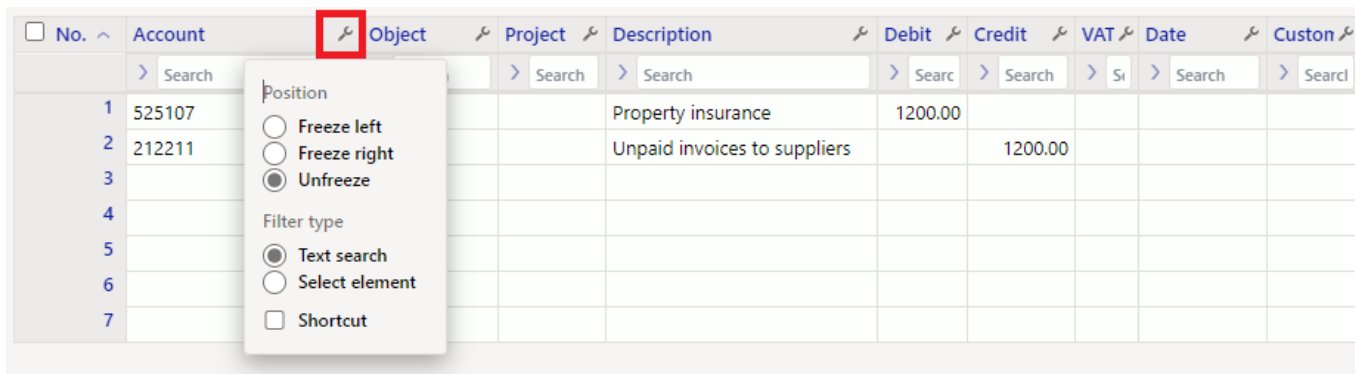 No. Account Object Project Description Debit Credit VAT Date Custon
Search Search Search Searc Search Search
Position
Freeze left
Freeze right
Unfreeze
Filter type
Text search
Select element
Shortcut
1 525107 Property insurance 1200.00
2 212211 Unpaid invoices to suppliers 1200.00
3
4
5
6
7